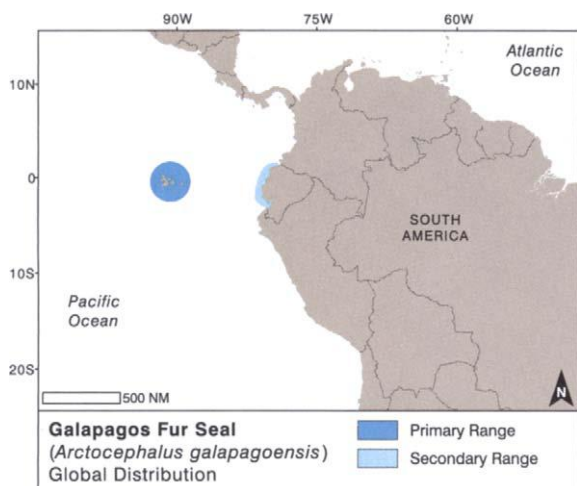 90W 75W 60W
Atlantic
Ocean
10N
0
SOUTH
AMERICA
10S
Pacific
Ocean
20S
500 NM
N
Galapagos Fur Seal
(Arctocephalus galapagoensis)
Global Distribution
Primary Range
Secondary Range